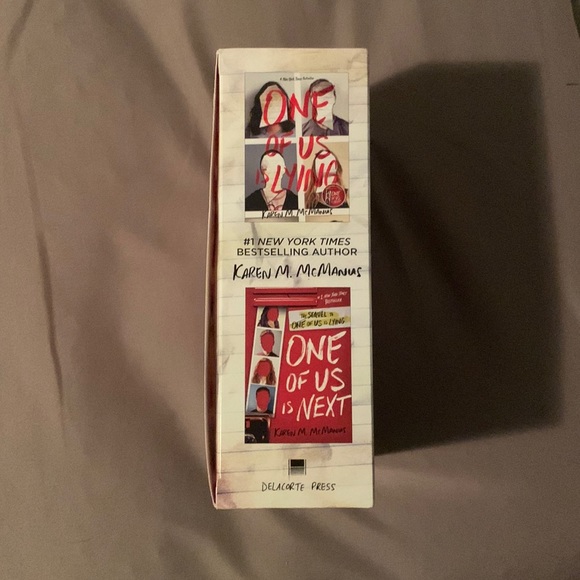 ONE
OF US
IS LYING
KAREN M. McMANUS
#1 NEW YORK TIMES
BESTSELLING AUTHOR
KAREN M. McMANUS
THE SEQUEL TO
ONE OF US IS LYING
ONE
OF US
IS NEXT
KAREN M. McMANUS
DELACORTE PRESS